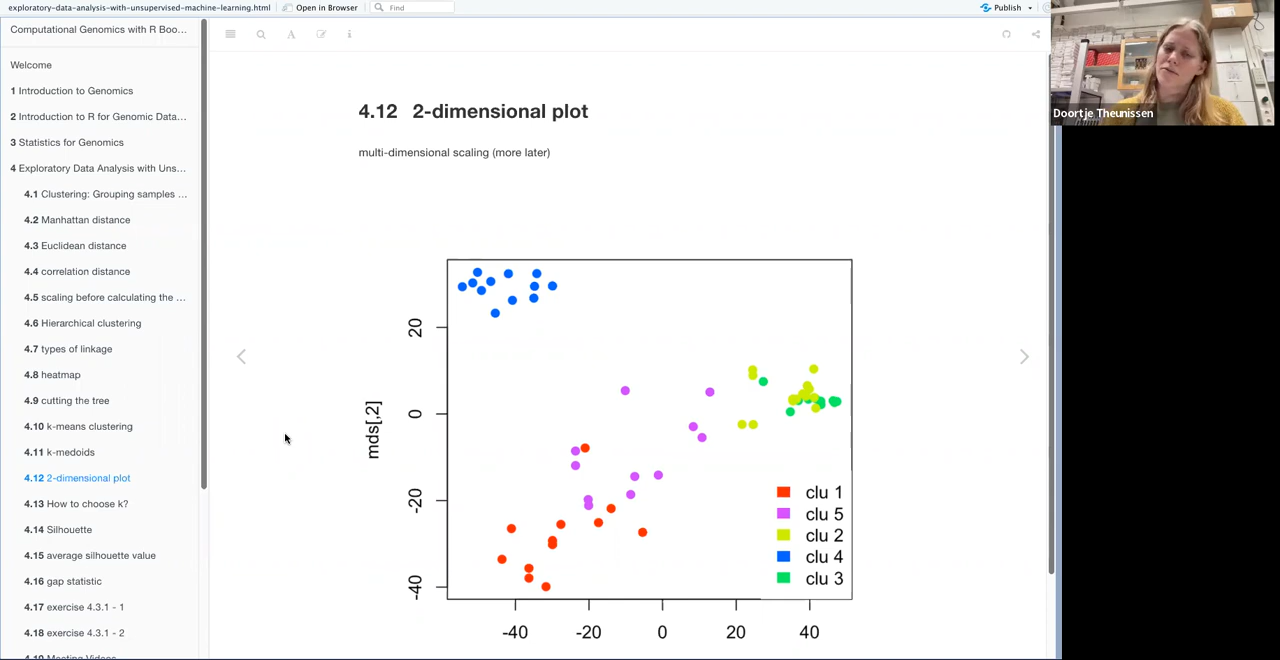 exploratory-data-analysis-with-unsupervised-machine-learning.html
Open in Browser
Find
Publish
Computational Genomics with R Boo...
Welcome
1 Introduction to Genomics
2 Introduction to R for Genomic Data...
3 Statistics for Genomics
4 Exploratory Data Analysis with Uns...
4.1 Clustering: Grouping samples ...
4.2 Manhattan distance
4.3 Euclidean distance
4.4 correlation distance
4.5 scaling before calculating the ...
4.6 Hierarchical clustering
4.7 types of linkage
4.8 heatmap
4.9 cutting the tree
4.10 k-means clustering
4.11 k-medoids
4.12 2-dimensional plot
4.13 How to choose k?
4.14 Silhouette
4.15 average silhouette value
4.16 gap statistic
4.17 exercise 4.3.1 - 1
4.18 exercise 4.3.1 - 2
4.19 Meeting Videos
A
i
4.12 2-dimensional plot
multi-dimensional scaling (more later)
mds[,2]
20
0
-20
-40
clu 1
clu 5
clu 2
clu 4
clu 3
-40 -20 0 20 40
Doortje Theunissen